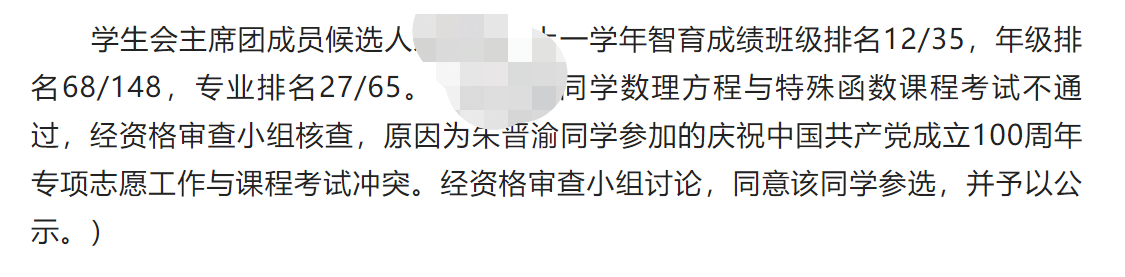 学生会主席团成员候选人 一学年智育成绩班级排名12/35，年级排
名68/148，专业排名27/65。 同学数理方程与特殊函数课程考试不通
过，经资格审查小组核查，原因为朱晋渝同学参加的庆祝中国共产党成立100周年
专项志愿工作与课程考试冲突。经资格审查小组讨论，同意该同学参选，并予以公
示。）